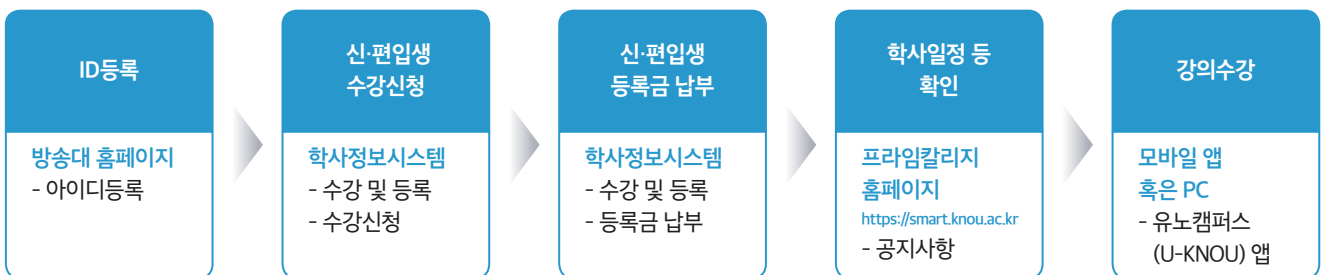 ID등록
방송대 홈페이지
- 아이디등록
신·편입생
수강신청
학사정보시스템
- 수강 및 등록
- 수강신청
신·편입생
등록금 납부
학사정보시스템
- 수강 및 등록
- 등록금 납부
학사일정 등
확인
프라임칼리지
홈페이지
https://smart.knou.ac.kr
- 공지사항
강의수강
모바일 앱
혹은 PC
- 유노캠퍼스
(U-KNOU) 앱